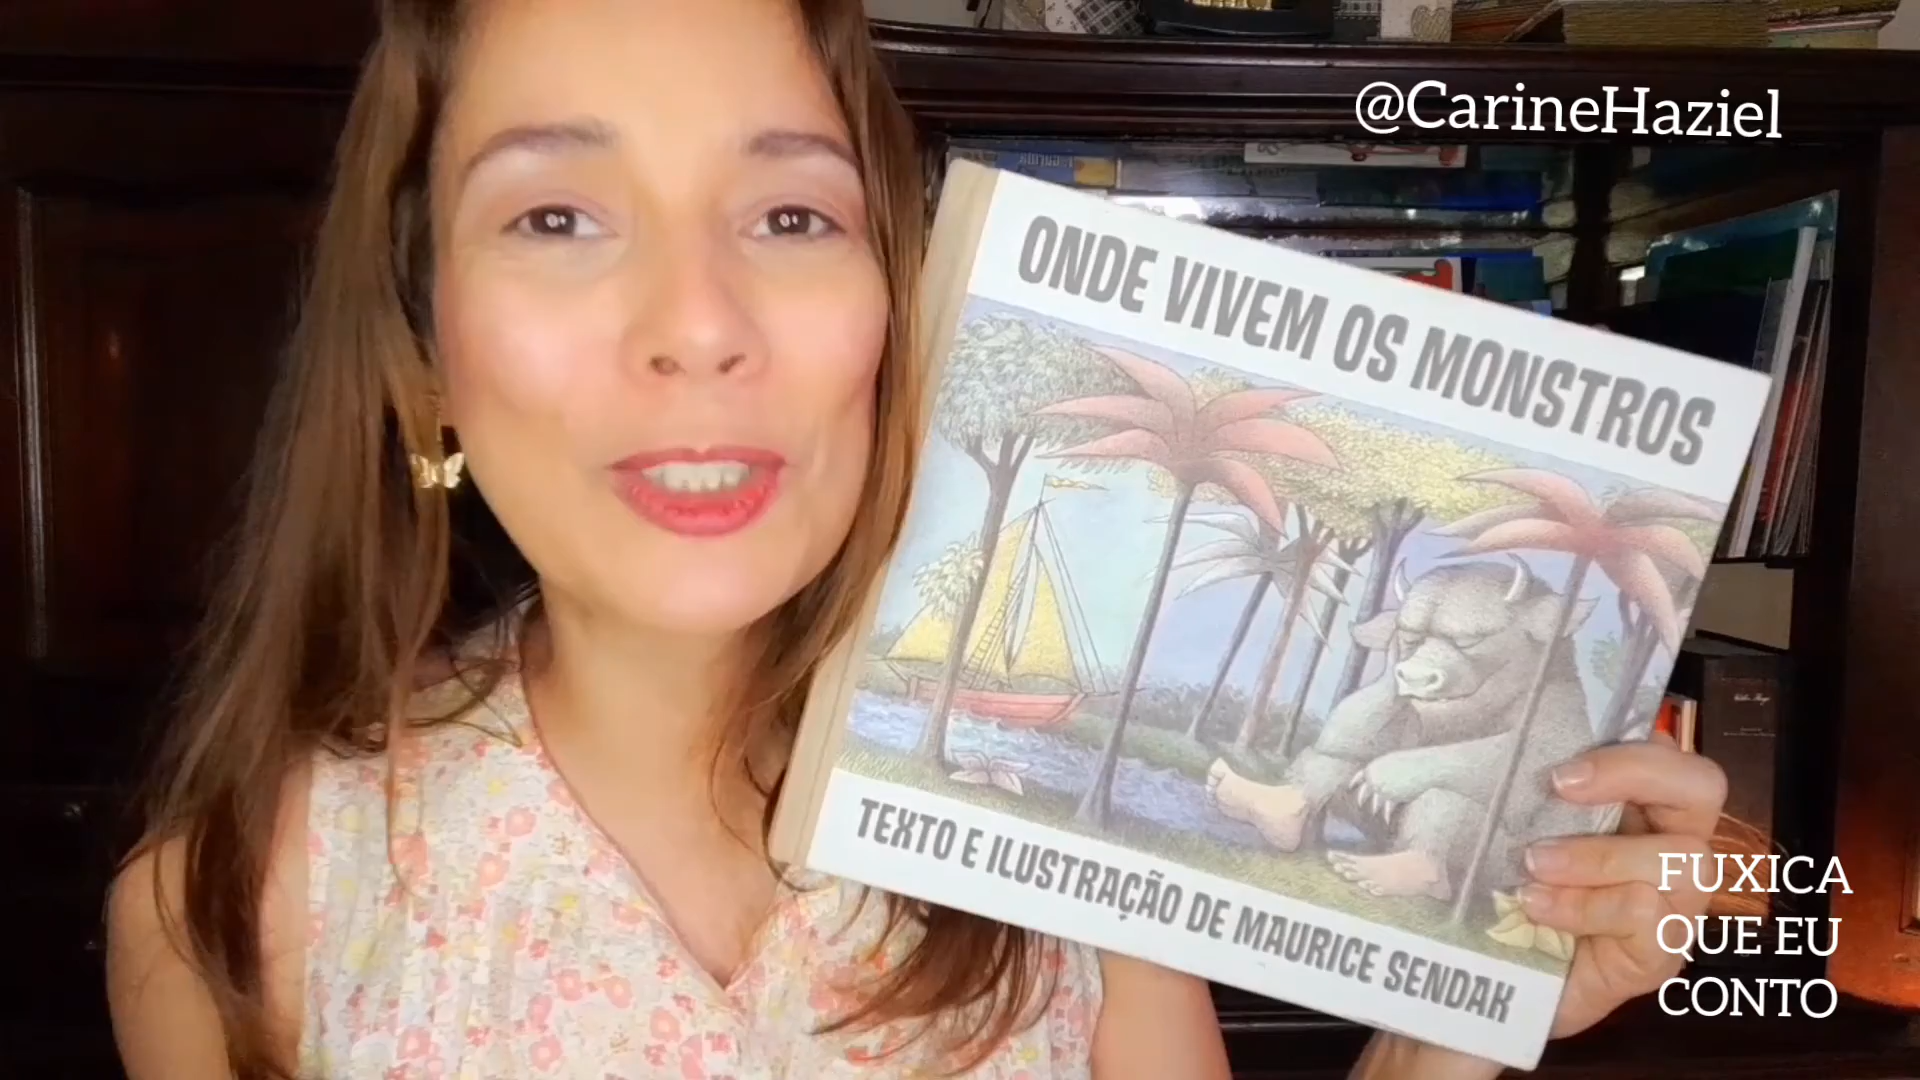 @CarineHaziel
ONDE VIVEM OS MONSTROS
TEXTO E ILUSTRAÇÃO DE MAURICE SENDAK
FUXICA
QUE EU
CONTO